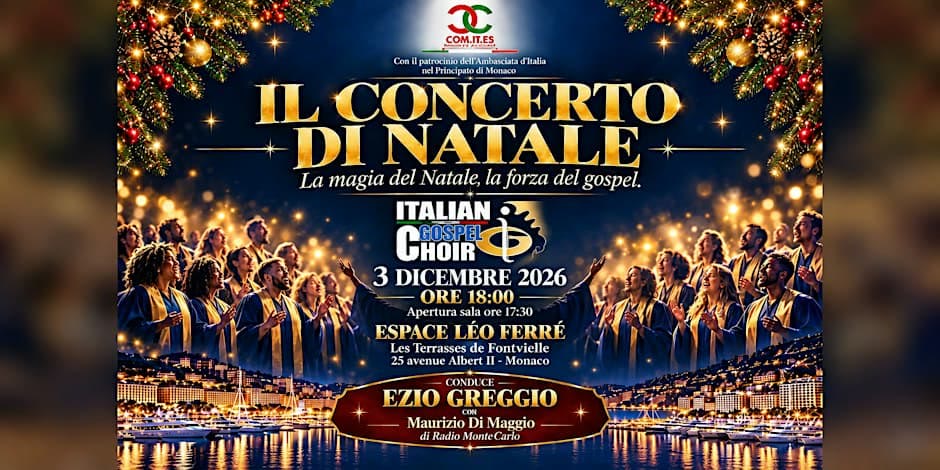 COM.IT.ES
Con il patrocinio dell'Ambasciata d'Italia
nel Principato di Monaco
IL CONCERTO
DI NATALE
La magia del Natale, la forza del gospel.
ITALIAN
GOSPEL
CHOIR
3 DICEMBRE 2026
ORE 18:00
Apertura sala ore 17:30
ESPACE LÉO FERRÉ
Les Terrasses de Fontvielle
25 avenue Albert II - Monaco
CONDUCE
EZIO GREGGIO
CON
Maurizio Di Maggio
di Radio MonteCarlo